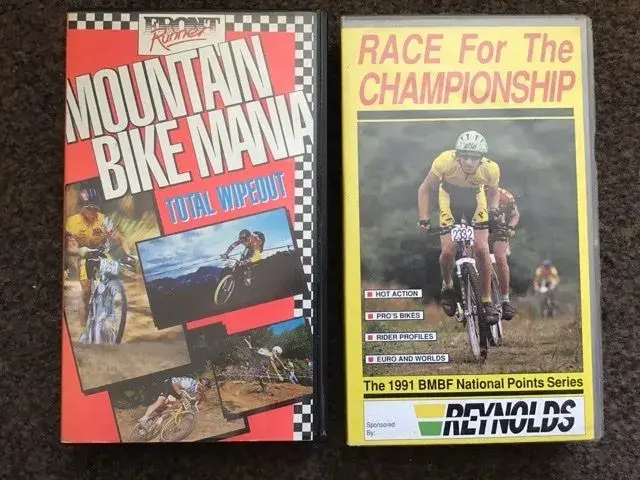 FRONT
Runner
MOUNTAIN
BIKE MANIA
TOTAL WIPEOUT
RACE For The
CHAMPIONSHIP
2332
HOT ACTION
PRO'S BIKES
RIDER PROFILES
EURO AND WORLDS
The 1991 BMBF National Points Series
Sponsored
By:
REYNOLDS